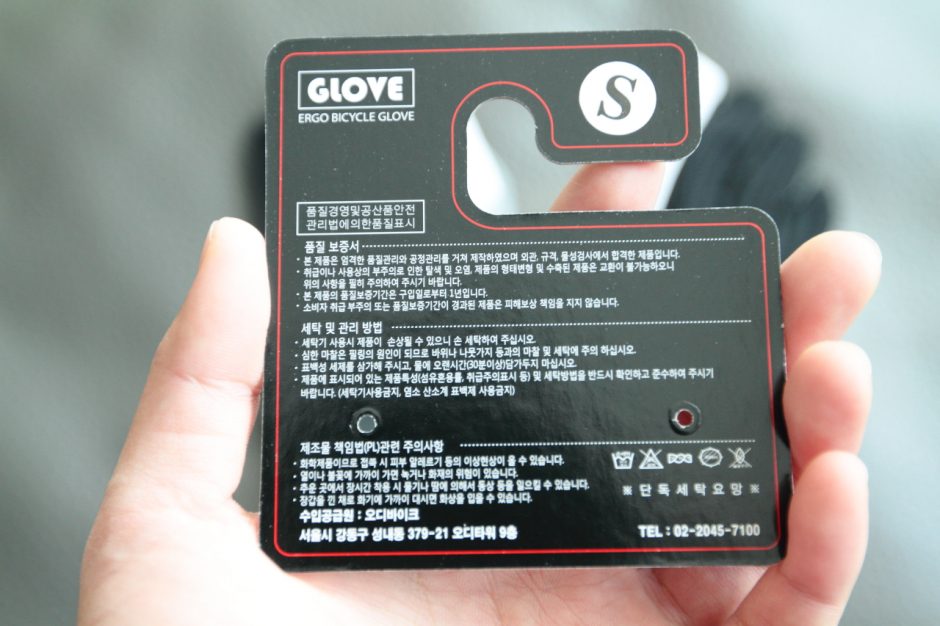 GLOVE
ERGO BICYCLE GLOVE
S
품질경영및공산품안전
관리법에의한품질표시
품질 보증서
· 본 제품은 엄격한 품질관리와 공정관리를 거쳐 제작하였으며 외관, 규격, 물성검사에서 합격한 제품입니다.
· 취급이나 사용상의 부주의로 인한 탈색 및 오염, 제품의 형태변형 및 수축된 제품은 교환이 불가능하오니
위의 사항을 필히 주의하여 주시기 바랍니다.
· 본 제품의 품질보증기간은 구입일로부터 1년입니다.
· 소비자 취급 부주의 또는 품질보증기간이 경과된 제품은 피해보상 책임을 지지 않습니다.
세탁 및 관리 방법
· 세탁기 사용시 제품이 손상될 수 있으니 손 세탁하여 주십시오.
· 심한 마찰은 필링의 원인이 되므로 바위나 나뭇가지 등과의 마찰 및 세탁에 주의 하십시오.
· 표백성 세제를 삼가해 주시고, 물에 오랜시간(30분이상)담가두지 마십시오.
· 제품에 표시되어 있는 제품특성(섬유혼용률, 취급주의표시 등) 및 세탁방법을 반드시 확인하고 준수하여 주시기
바랍니다. (세탁기사용금지, 염소 산소계 표백제 사용금지)
제조물 책임법(PL)관련 주의사항
· 화학제품이므로 접촉 시 피부 알레르기 등의 이상현상이 올 수 있습니다.
· 열이나 불꽃에 가까이 가면 녹거나 화재의 위험이 있습니다.
· 추운 곳에서 장시간 착용 시 물기나 땀에 의해서 동상 등을 일으킬 수 있습니다.
· 장갑을 낀 채로 화기에 가까이 대시면 화상을 입을 수 있습니다.
※ 단독세탁요망 ※
수입공급원 : 오디바이크
서울시 강동구 성내동 379-21 오디타워 9층
TEL : 02-2045-7100